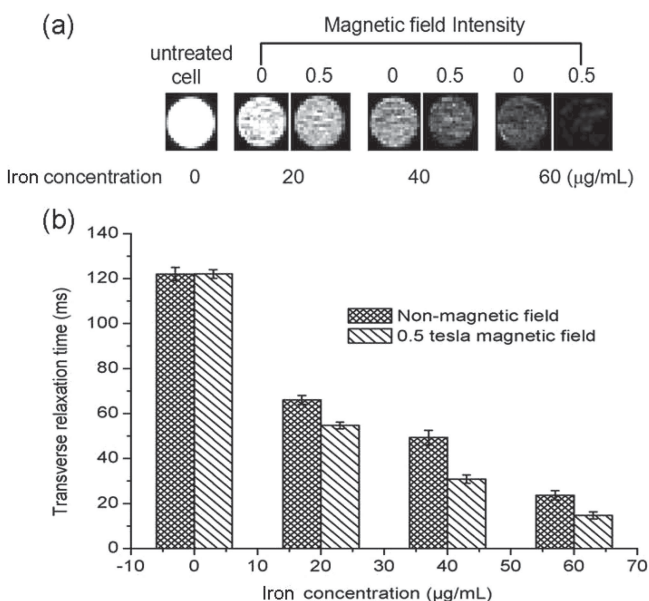 (a)
Magnetic field Intensity
untreated
cell
0 0.5 0 0.5 0 0.5
Iron concentration 0 20 40 60 (μg/mL)
(b)
140
120
100
80
60
40
20
0
Transverse relaxation time (ms)
Non-magnetic field
0.5 tesla magnetic field
-10 0 10 20 30 40 50 60 70
Iron concentration (μg/mL)